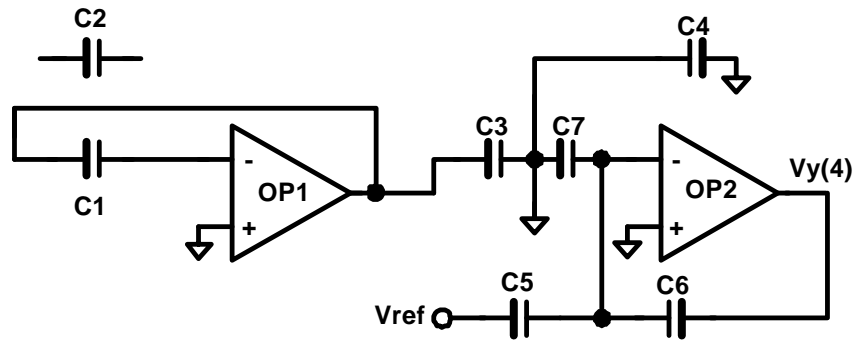 C2
C4
C3
C7
-
OP1
+
C1
-
OP2
+
Vy(4)
C5
C6
Vref